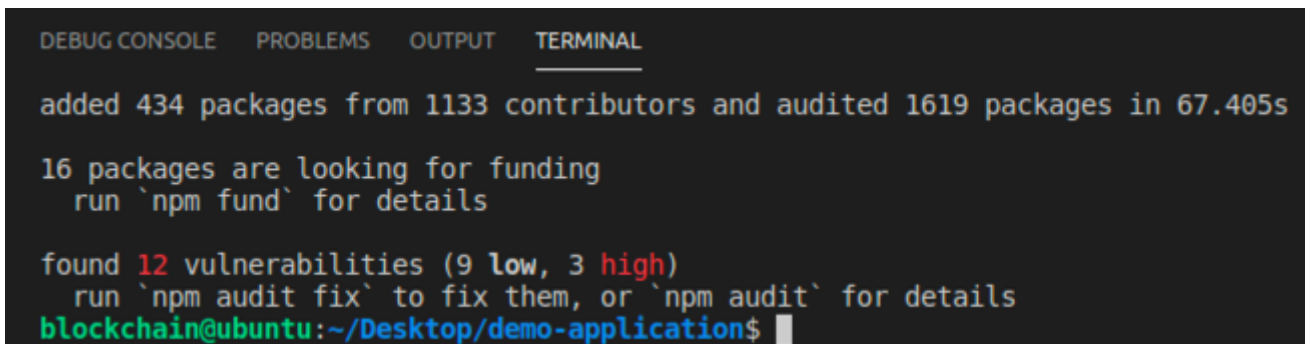 DEBUG CONSOLE PROBLEMS OUTPUT TERMINAL
added 434 packages from 1133 contributors and audited 1619 packages in 67.405s
16 packages are looking for funding
run `npm fund` for details
found 12 vulnerabilities (9 low, 3 high)
run `npm audit fix` to fix them, or `npm audit` for details
blockchain@ubuntu:~/Desktop/demo-application$